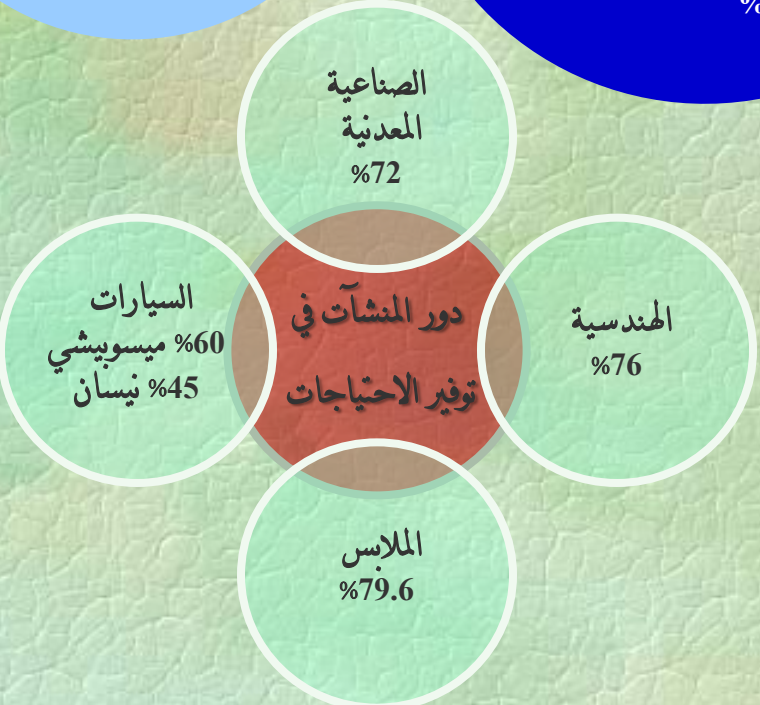 %
الصناعية
المعدنية
%72
دور المنشآت في
توفير الاحتياجات
الهندسية
%76
السيارات
%60 ميسوبيشي
%45 نيسان
الملابس
%79.6